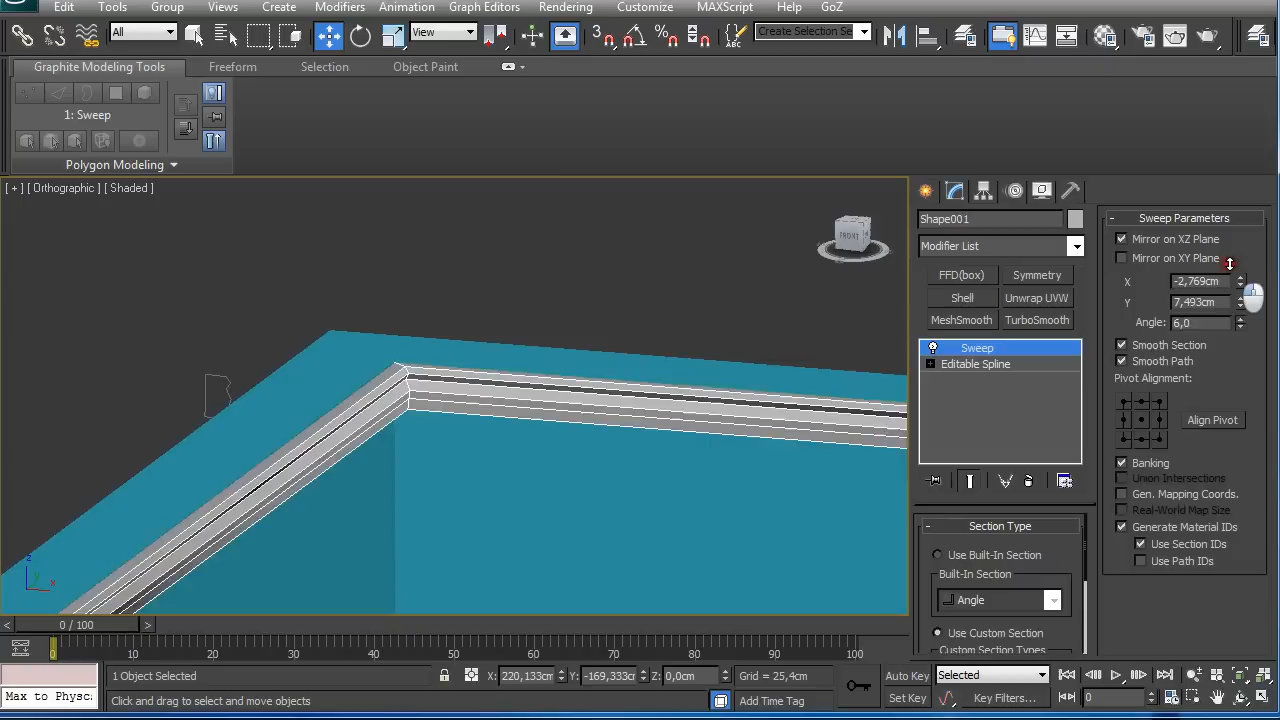 Edit Tools Group Views Create Modifiers Animation Graph Editors Rendering Customize MAXScript Help GoZ
All View 3 Create Selection Se
Graphite Modeling Tools Freeform Selection Object Paint
1: Sweep
Polygon Modeling
[ + ] [ Orthographic ] [ Shaded ]
FRONT
z
y
x
Shape001
Modifier List
FFD(box) Symmetry
Shell Unwrap UVW
MeshSmooth TurboSmooth
Sweep
Editable Spline
- Section Type
Use Built-In Section
Built-In Section
Angle
Use Custom Section
Custom Section Types
- Sweep Parameters
Mirror on XZ Plane
Mirror on XY Plane
X -2,769cm
Y 7,493cm
Angle: 6,0
Smooth Section
Smooth Path
Pivot Alignment:
Align Pivot
Banking
Union Intersections
Gen. Mapping Coords.
Real-World Map Size
Generate Material IDs
Use Section IDs
Use Path IDs
< 0 / 100 >
0 10 20 30 40 50 60 70 80 90 100
1 Object Selected X: 220,133cm Y: -169,333cm Z: 0,0cm Grid = 25,4cm Auto Key Selected
Max to Physc Click and drag to select and move objects Add Time Tag Set Key Key Filters... 0